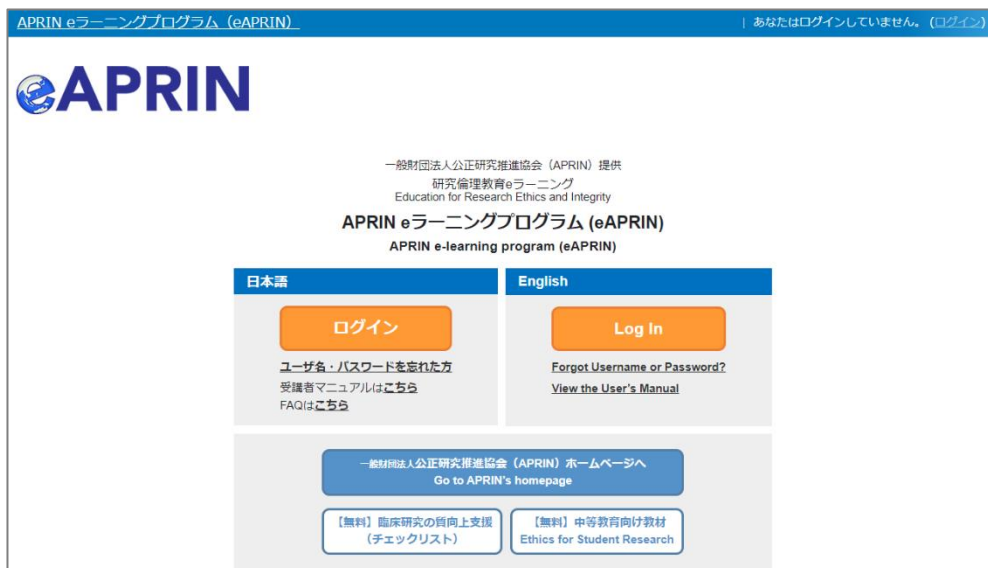 APRIN eラーニングプログラム（eAPRIN）
| あなたはログインしていません。 (ログイン)
eAPRIN
一般財団法人公正研究推進協会（APRIN）提供
研究倫理教育eラーニング
Education for Research Ethics and Integrity
APRIN eラーニングプログラム (eAPRIN)
APRIN e-learning program (eAPRIN)
日本語
ログイン
ユーザ名・パスワードを忘れた方
受講者マニュアルはこちら
FAQはこちら
English
Log In
Forgot Username or Password?
View the User's Manual
一般財団法人公正研究推進協会（APRIN）ホームページへ
Go to APRIN's homepage
【無料】臨床研究の質向上支援
（チェックリスト）
【無料】中等教育向け教材
Ethics for Student Research